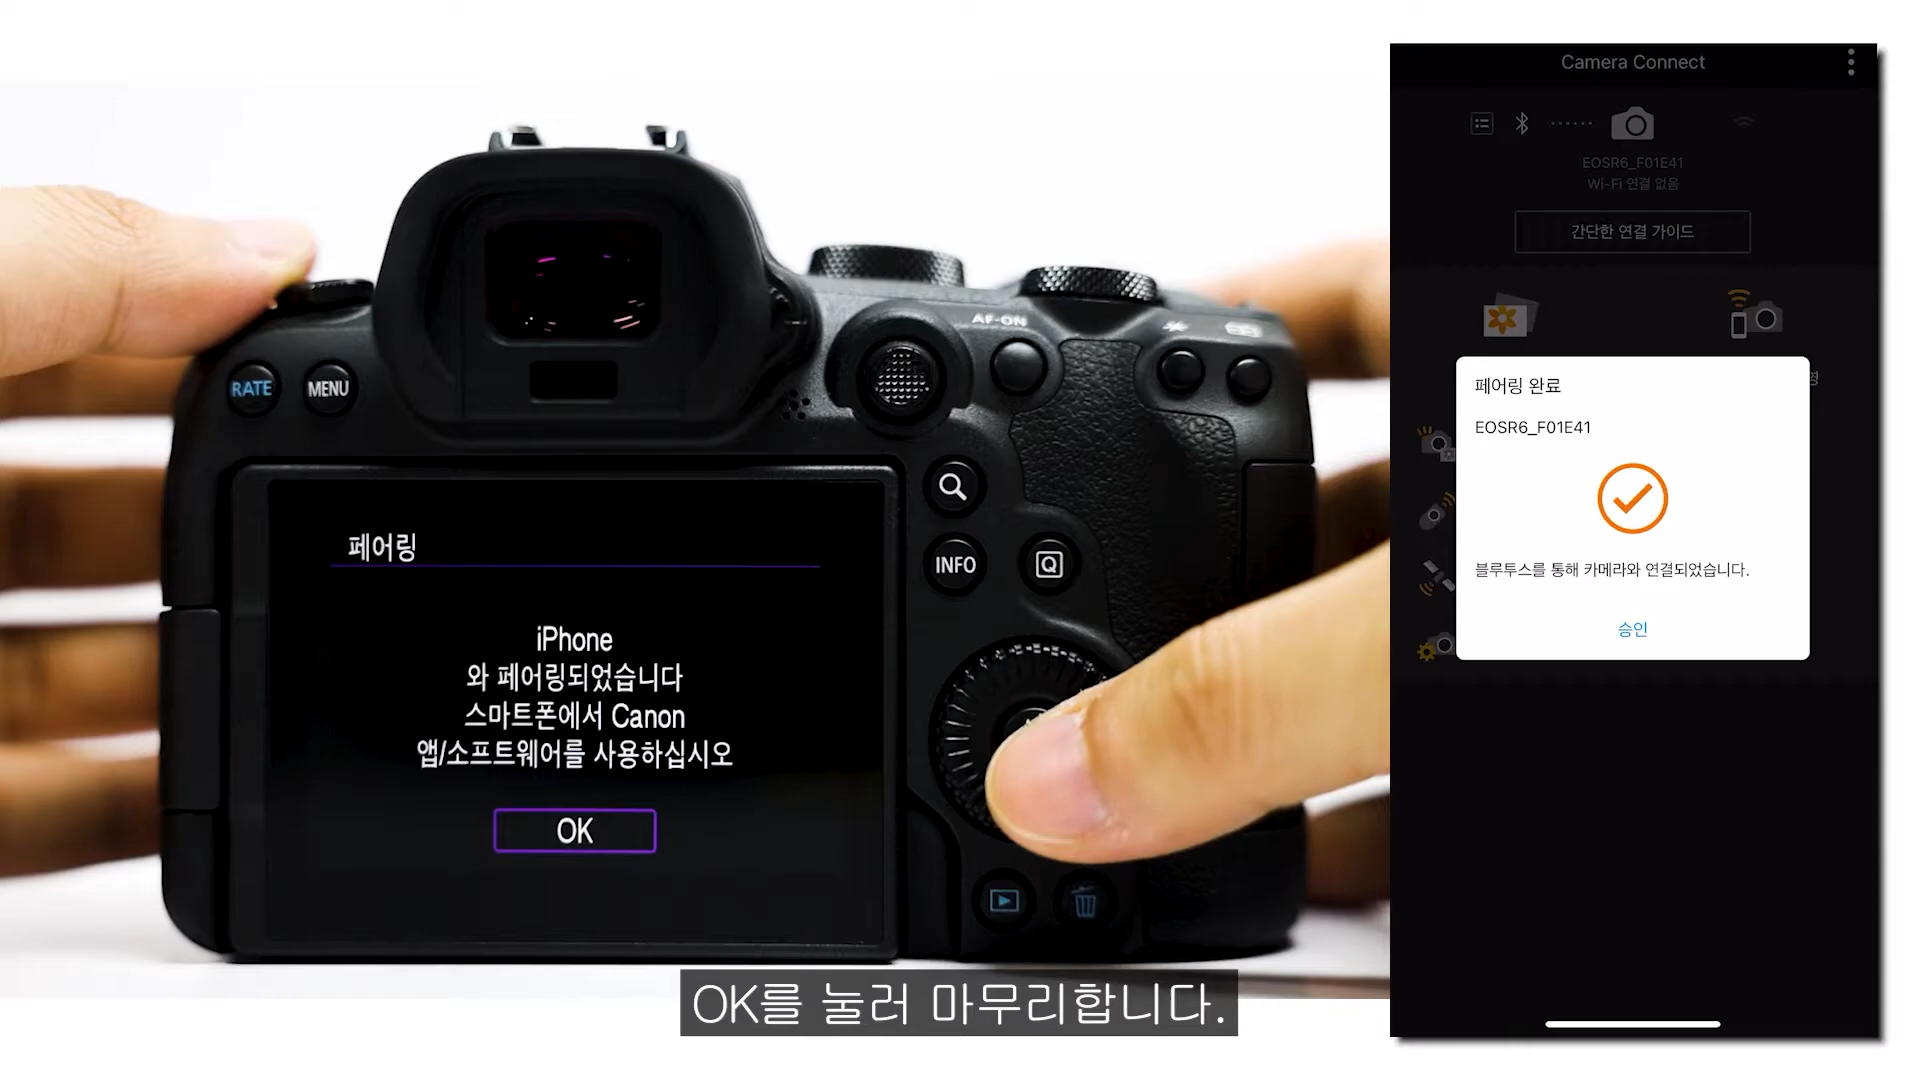 RATE
MENU
AF-ON
INFO
Q
페어링
iPhone
와 페어링되었습니다
스마트폰에서 Canon
앱/소프트웨어를 사용하십시오
OK
OK를 눌러 마무리합니다.
Camera Connect
EOSR6_F01E41
Wi-Fi 연결 없음
간단한 연결 가이드
영
페어링 완료
EOSR6_F01E41
블루투스를 통해 카메라와 연결되었습니다.
승인